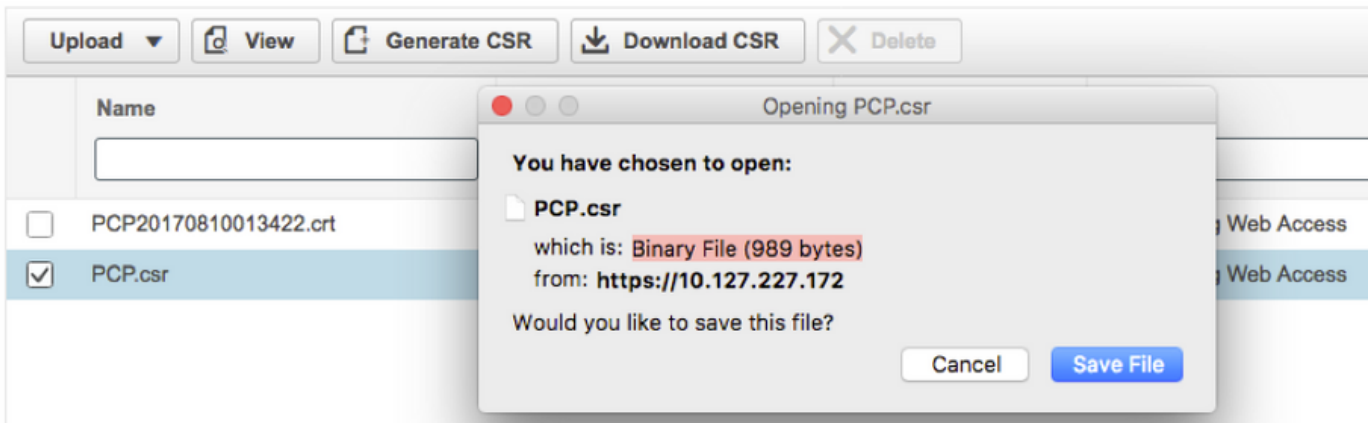 Upload View Generate CSR Download CSR Delete
Name
Opening PCP.csr
You have chosen to open:
PCP.csr
which is: Binary File (989 bytes)
from: https://10.127.227.172
Would you like to save this file?
Cancel Save File
PCP20170810013422.crt
Web Access
PCP.csr
Web Access